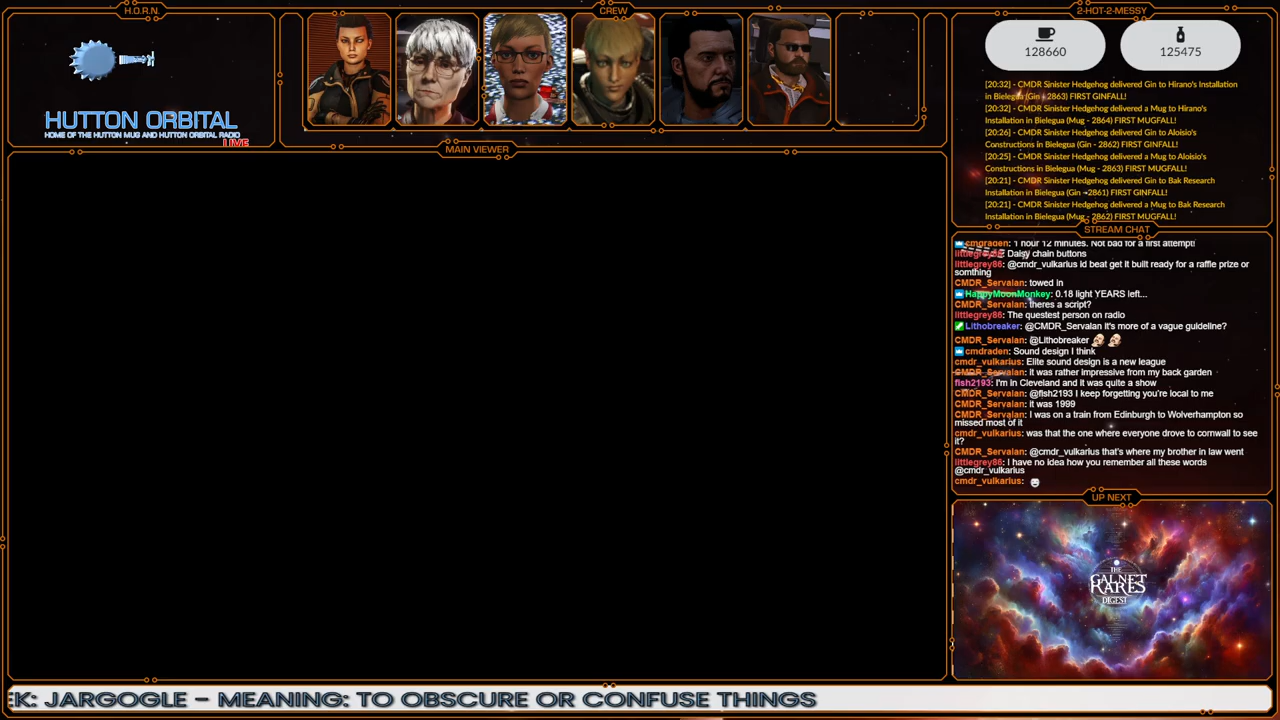 H.O.R.N.
CREW
2-HOT-2-MESSY
HUTTON ORBITAL
HOME OF THE HUTTON MUG AND HUTTON ORBITAL RADIO
LIVE
128660
125475
[20:32] - CMDR Sinister Hedgehog delivered Gin to Hirano's Installation
in Bielegua (Gin - 2863) FIRST GINFALL!
[20:32] - CMDR Sinister Hedgehog delivered a Mug to Hirano's
Installation in Bielegua (Mug - 2864) FIRST MUGFALL!
[20:26] - CMDR Sinister Hedgehog delivered Gin to Aloisio's
Constructions in Bielegua (Gin - 2862) FIRST GINFALL!
[20:25] - CMDR Sinister Hedgehog delivered a Mug to Aloisio's
Constructions in Bielegua (Mug - 2863) FIRST MUGFALL!
[20:21] - CMDR Sinister Hedgehog delivered Gin to Bak Research
Installation in Bielegua (Gin - 2861) FIRST GINFALL!
[20:21] - CMDR Sinister Hedgehog delivered a Mug to Bak Research
Installation in Bielegua (Mug - 2862) FIRST MUGFALL!
MAIN VIEWER
STREAM CHAT
cmdraden: 1 hour 12 minutes. Not bad for a first attempt!
littlegrey86: Daisy chain buttons
littlegrey86: @cmdr_vulkarius id beat get it built ready for a raffle prize or
somthing
CMDR_Servalan: towed in
HappyMoonMonkey: 0.18 light YEARS left...
CMDR_Servalan: theres a script?
littlegrey86: The questest person on radio
Lithobreaker: @CMDR_Servalan it's more of a vague guideline?
CMDR_Servalan: @Lithobreaker
cmdraden: Sound design I think
cmdr_vulkarius: Elite sound design is a new league
CMDR_Servalan: it was rather impressive from my back garden
fish2193: I'm in Cleveland and it was quite a show
CMDR_Servalan: @fish2193 I keep forgetting you're local to me
CMDR_Servalan: it was 1999
CMDR_Servalan: I was on a train from Edinburgh to Wolverhampton so
missed most of it
cmdr_vulkarius: was that the one where everyone drove to cornwall to see
it?
CMDR_Servalan: @cmdr_vulkarius that's where my brother in law went
littlegrey86: I have no idea how you remember all these words
@cmdr_vulkarius
cmdr_vulkarius:
UP NEXT
THE
GALNET
RARES
DIGEST
EK: JARGOGLE - MEANING: TO OBSCURE OR CONFUSE THINGS